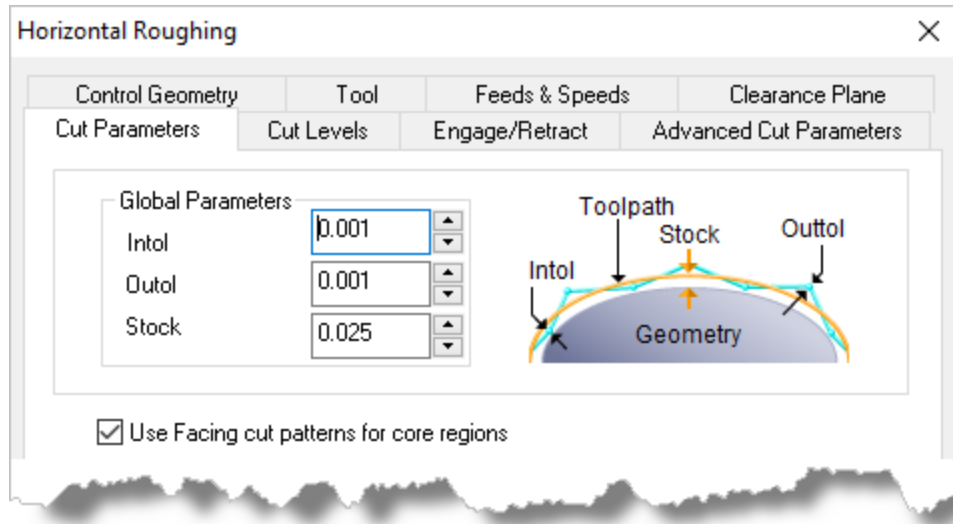 Horizontal Roughing
Control Geometry Tool Feeds & Speeds Clearance Plane
Cut Parameters Cut Levels Engage/Retract Advanced Cut Parameters
Global Parameters
Intol 0.001
Outol 0.001
Stock 0.025
Toolpath
Stock
Outtol
Intol
Geometry
Use Facing cut patterns for core regions